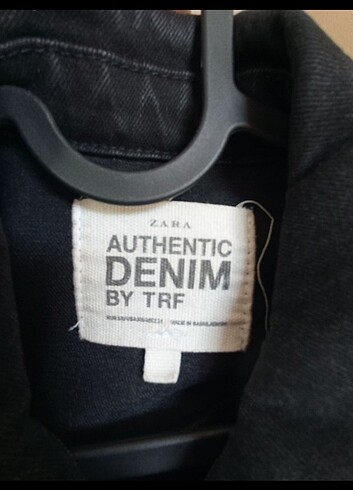 ZARA
AUTHENTIC
DENIM
BY TRF
MADE IN BANGLADESH